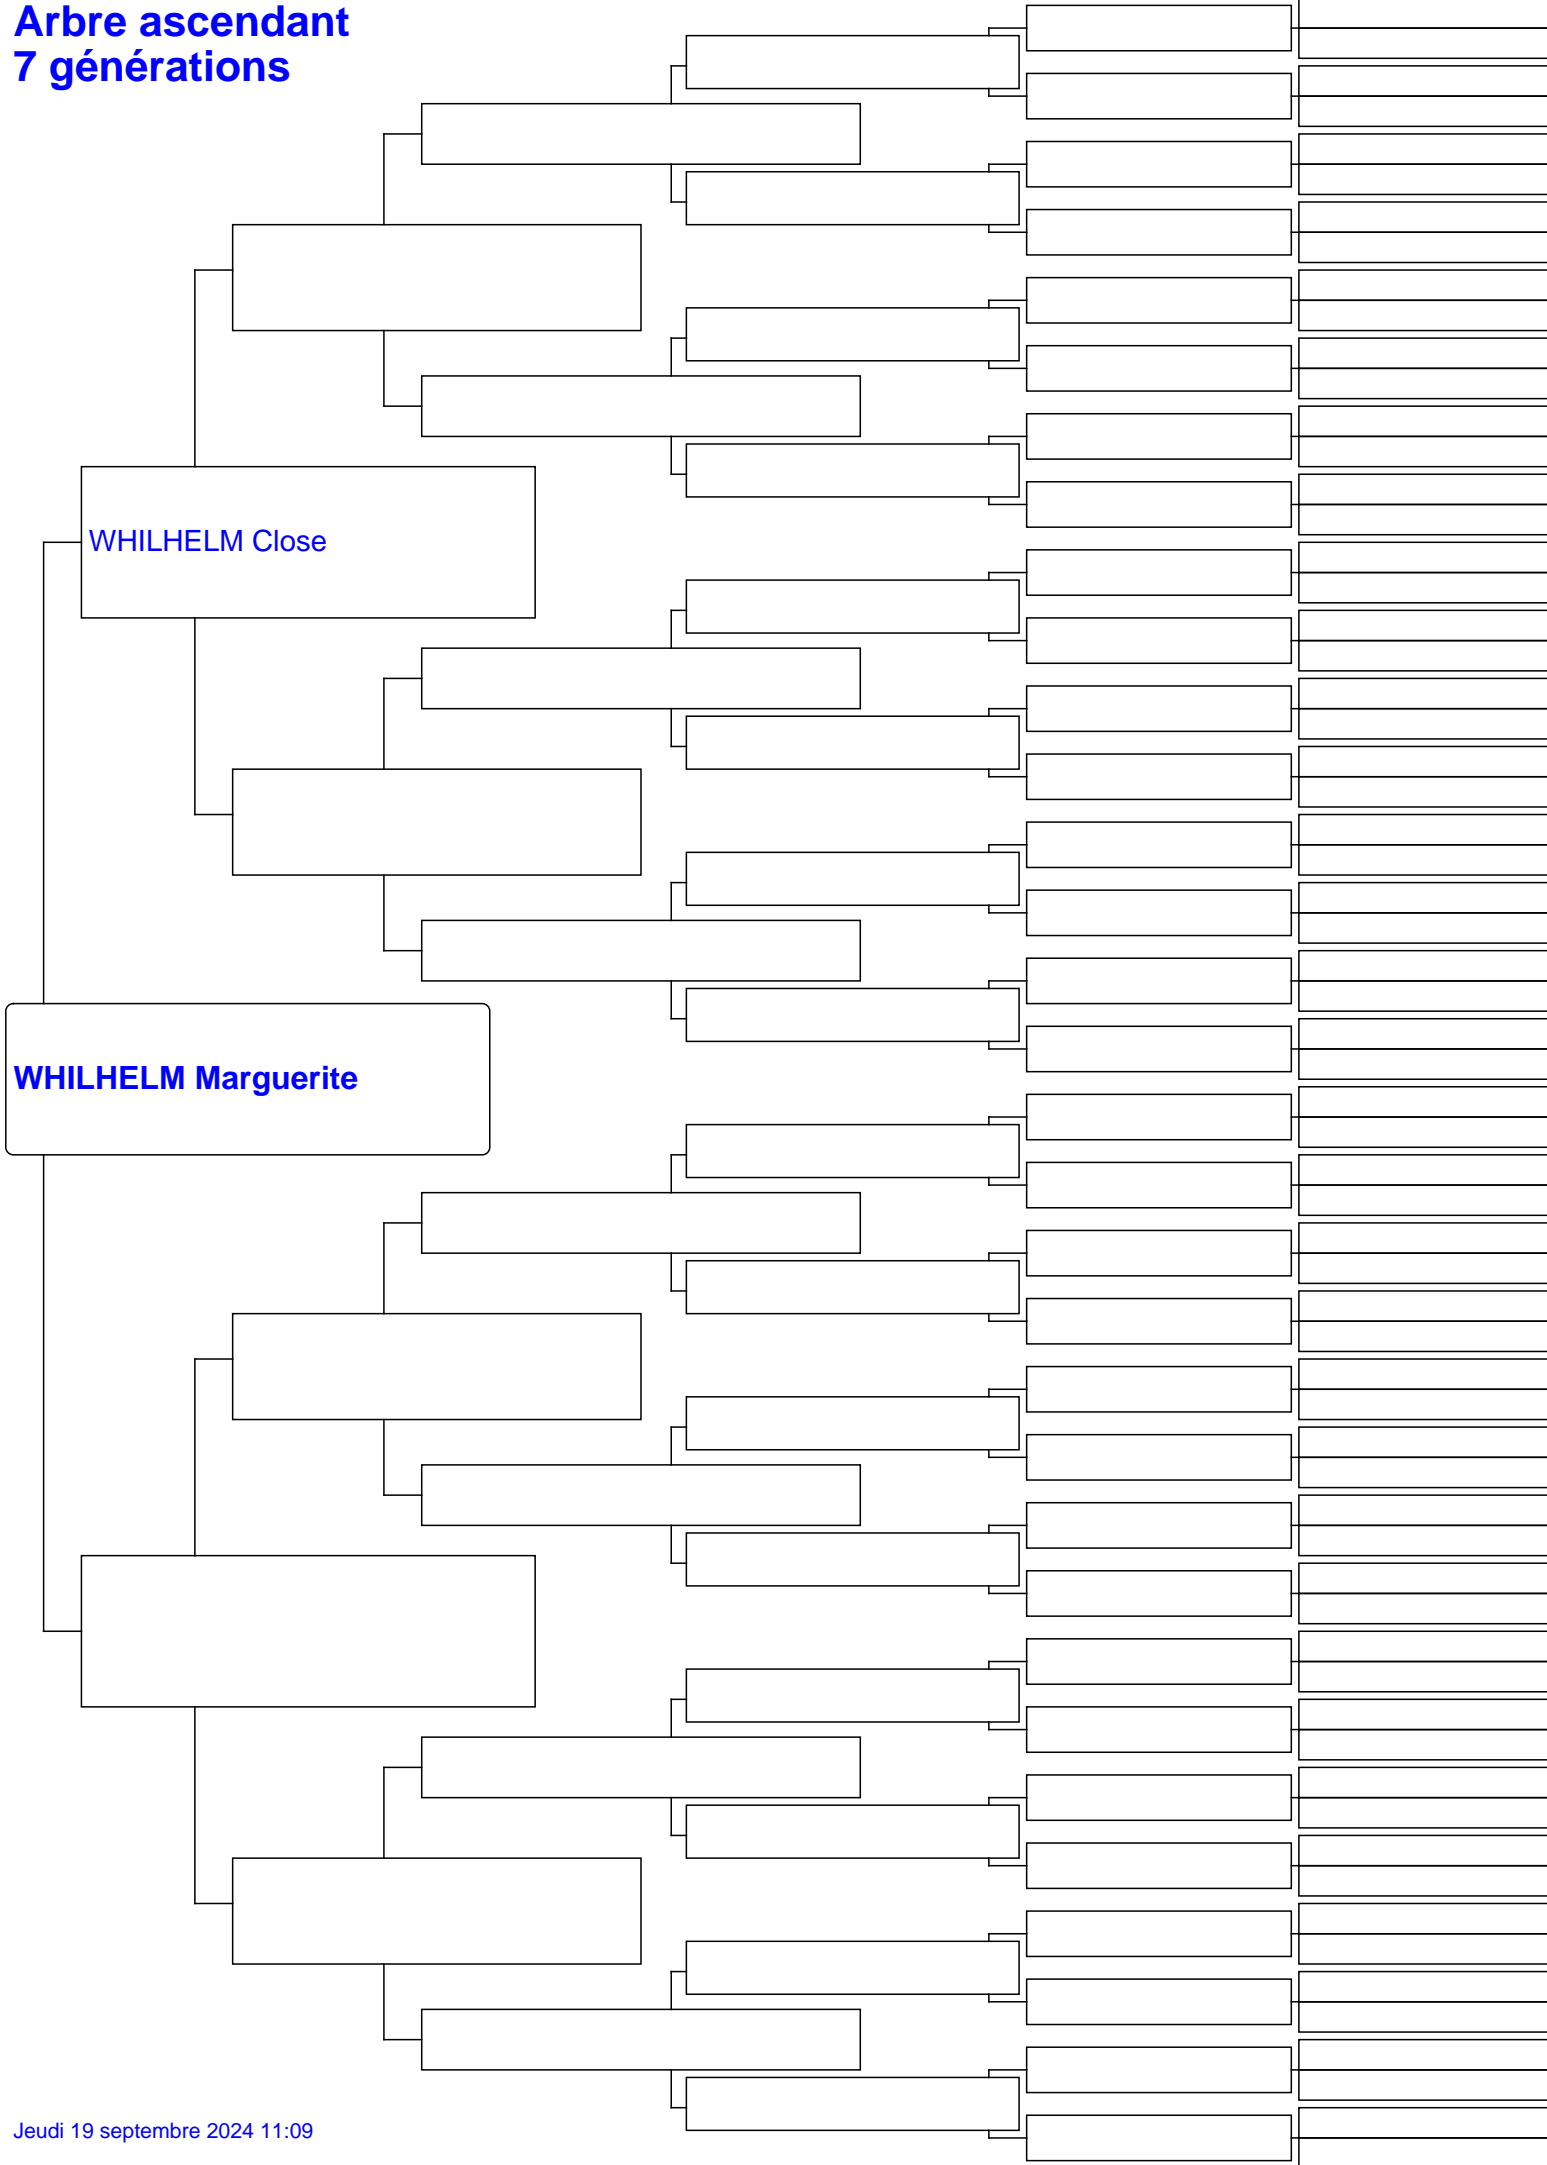 Arbre ascendant
7 générations
WHILHELM Close
WHILHELM Marguerite
Jeudi 19 septembre 2024 11:09